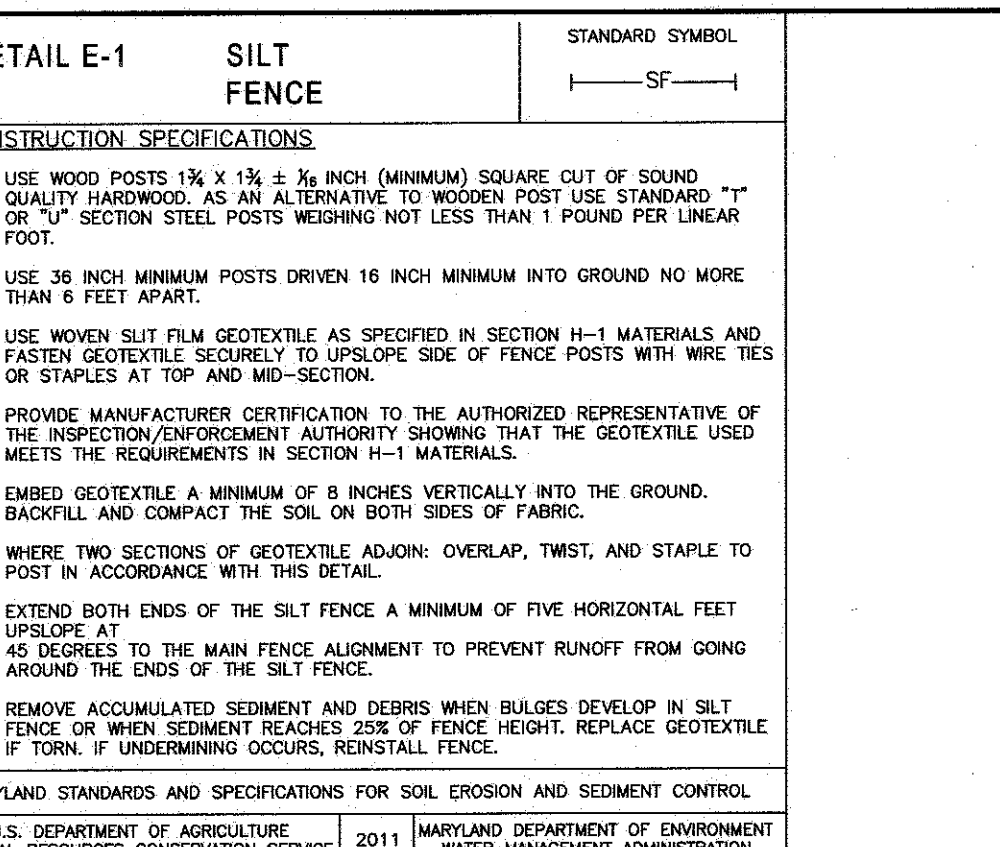 ETAIL E-1 SILT
FENCE
STANDARD SYMBOL
SF
NSTRUCTION SPECIFICATIONS
USE WOOD POSTS 1¾ X 1¾ ± 1/16 INCH (MINIMUM) SQUARE CUT OF SOUND
QUALITY HARDWOOD. AS AN ALTERNATIVE TO WOODEN POST USE STANDARD "T"
OR "U" SECTION STEEL POSTS WEIGHING NOT LESS THAN 1 POUND PER LINEAR
FOOT.
USE 36 INCH MINIMUM POSTS DRIVEN 16 INCH MINIMUM INTO GROUND NO MORE
THAN 6 FEET APART.
USE WOVEN SLIT FILM GEOTEXTILE AS SPECIFIED IN SECTION H-1 MATERIALS AND
FASTEN GEOTEXTILE SECURELY TO UPSLOPE SIDE OF FENCE POSTS WITH WIRE TIES
OR STAPLES AT TOP AND MID-SECTION.
PROVIDE MANUFACTURER CERTIFICATION TO THE AUTHORIZED REPRESENTATIVE OF
THE INSPECTION/ENFORCEMENT AUTHORITY SHOWING THAT THE GEOTEXTILE USED
MEETS THE REQUIREMENTS IN SECTION H-1 MATERIALS.
EMBED GEOTEXTILE A MINIMUM OF 8 INCHES VERTICALLY INTO THE GROUND.
BACKFILL AND COMPACT THE SOIL ON BOTH SIDES OF FABRIC.
WHERE TWO SECTIONS OF GEOTEXTILE ADJOIN: OVERLAP, TWIST, AND STAPLE TO
POST IN ACCORDANCE WITH THIS DETAIL.
EXTEND BOTH ENDS OF THE SILT FENCE A MINIMUM OF FIVE HORIZONTAL FEET
UPSLOPE AT
45 DEGREES TO THE MAIN FENCE ALIGNMENT TO PREVENT RUNOFF FROM GOING
AROUND THE ENDS OF THE SILT FENCE.
REMOVE ACCUMULATED SEDIMENT AND DEBRIS WHEN BULGES DEVELOP IN SILT
FENCE OR WHEN SEDIMENT REACHES 25% OF FENCE HEIGHT. REPLACE GEOTEXTILE
IF TORN. IF UNDERMINING OCCURS, REINSTALL FENCE.
YLAND STANDARDS AND SPECIFICATIONS FOR SOIL EROSION AND SEDIMENT CONTROL
.S. DEPARTMENT OF AGRICULTURE
RESOURCES CONSERVATION SERVICE
2011
MARYLAND DEPARTMENT OF ENVIRONMENT
WATER MANAGEMENT ADMINISTRATION